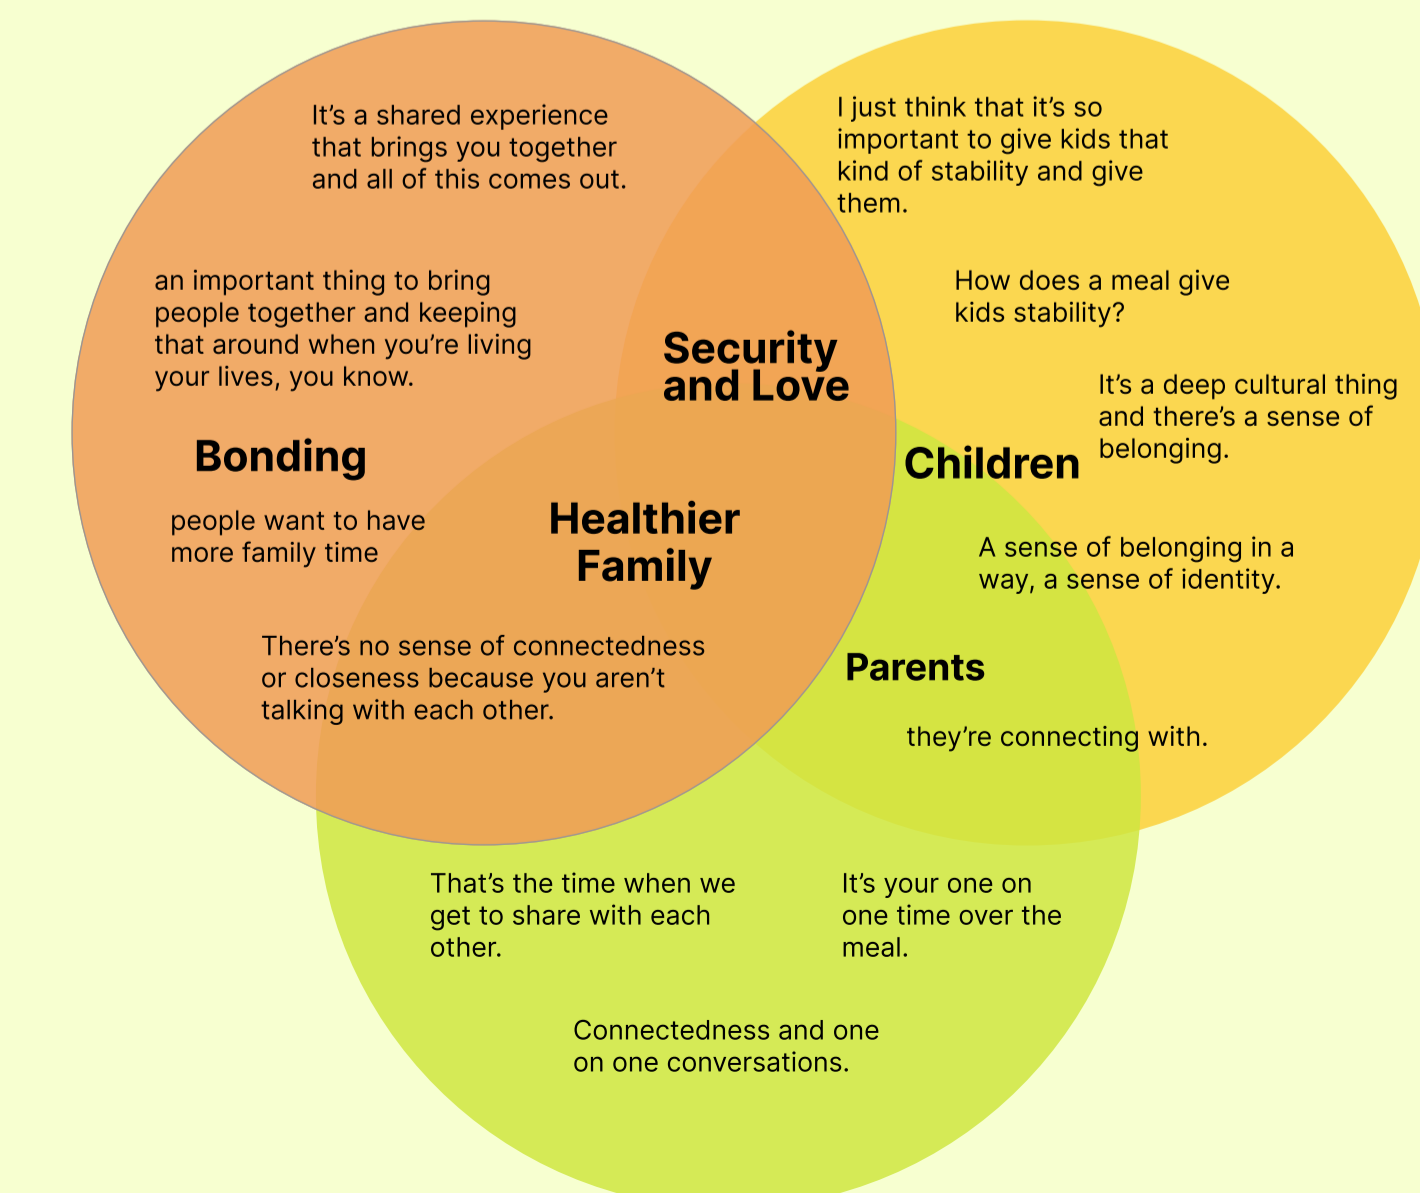 It’s a shared experience
that brings you together
and all of this comes out.
I just think that it’s so
important to give kids that
kind of stability and give
them.
an important thing to bring
people together and keeping
that around when you’re living
your lives, you know.
How does a meal give
kids stability?
Security
and Love
It’s a deep cultural thing
and there’s a sense of
belonging.
Bonding
Children
people want to have
more family time
Healthier
Family
A sense of belonging in a
way, a sense of identity.
There’s no sense of connectedness
or closeness because you aren’t
talking with each other.
Parents
they’re connecting with.
That’s the time when we
get to share with each
other.
It’s your one on
one time over the
meal.
Connectedness and one
on one conversations.